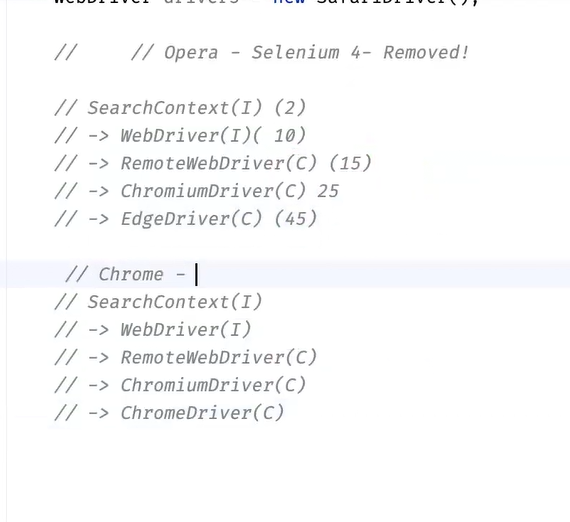 WebDriver drivers = new SafariDriver();
// // Opera - Selenium 4- Removed!
// SearchContext(I) (2)
// -> WebDriver(I)( 10)
// -> RemoteWebDriver(C) (15)
// -> ChromiumDriver(C) 25
// -> EdgeDriver(C) (45)
// Chrome -
// SearchContext(I)
// -> WebDriver(I)
// -> RemoteWebDriver(C)
// -> ChromiumDriver(C)
// -> ChromeDriver(C)